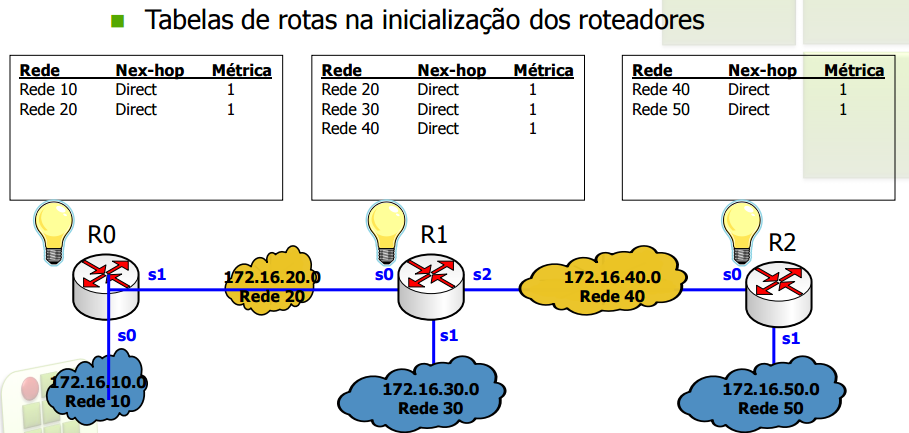 Tabelas de rotas na inicialização dos roteadores
Rede Nex-hop Métrica
Rede 10 Direct 1
Rede 20 Direct 1
Rede Nex-hop Métrica
Rede 20 Direct 1
Rede 30 Direct 1
Rede 40 Direct 1
Rede Nex-hop Métrica
Rede 40 Direct 1
Rede 50 Direct 1
R0
R1
R2
s1
172.16.20.0
Rede 20
s0
s2
172.16.40.0
Rede 40
s0
s0
s1
s1
172.16.10.0
Rede 10
172.16.30.0
Rede 30
172.16.50.0
Rede 50